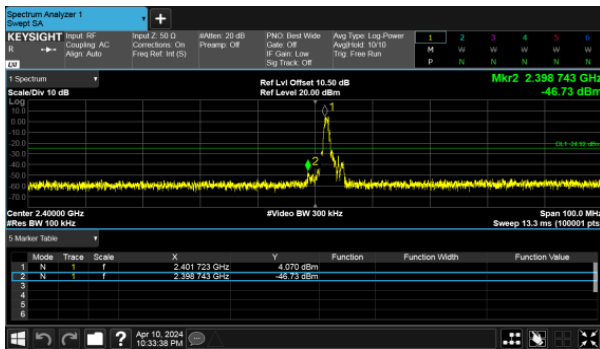 Spectrum Analyzer 1
Swept SA
+
KEYSIGHT Input: RF Input Z: 50 Ω #Atten: 20 dB PNO: Best Wide Avg Type: Log-Power 1 2 3 4 5 6
R Coupling: AC Corrections: On Preamp: Off Gate: Off Avg|Hold: 10/10 M W W W W W
Align: Auto Freq Ref: Int (S) IF Gain: Low Trig: Free Run P N N N N N
LXI Sig Track: Off
1 Spectrum Ref Lvl Offset 10.50 dB Mkr2 2.398 743 GHz
Scale/Div 10 dB Ref Level 20.00 dBm -46.73 dBm
Log
10.0
0.00
-10.0
-20.0
-30.0
-40.0
-50.0
-60.0
-70.0
1
2
Center 2.40000 GHz #Video BW 300 kHz Span 100.0 MHz
#Res BW 100 kHz Sweep 13.3 ms (100001 pts)
5 Marker Table
Mode Trace Scale X Y Function Function Width Function Value
1 N 1 f 2.401 723 GHz 4.070 dBm
2 N 1 f 2.398 743 GHz -46.73 dBm
3
4
5
6
? Apr 10, 2024
10:33:38 PM